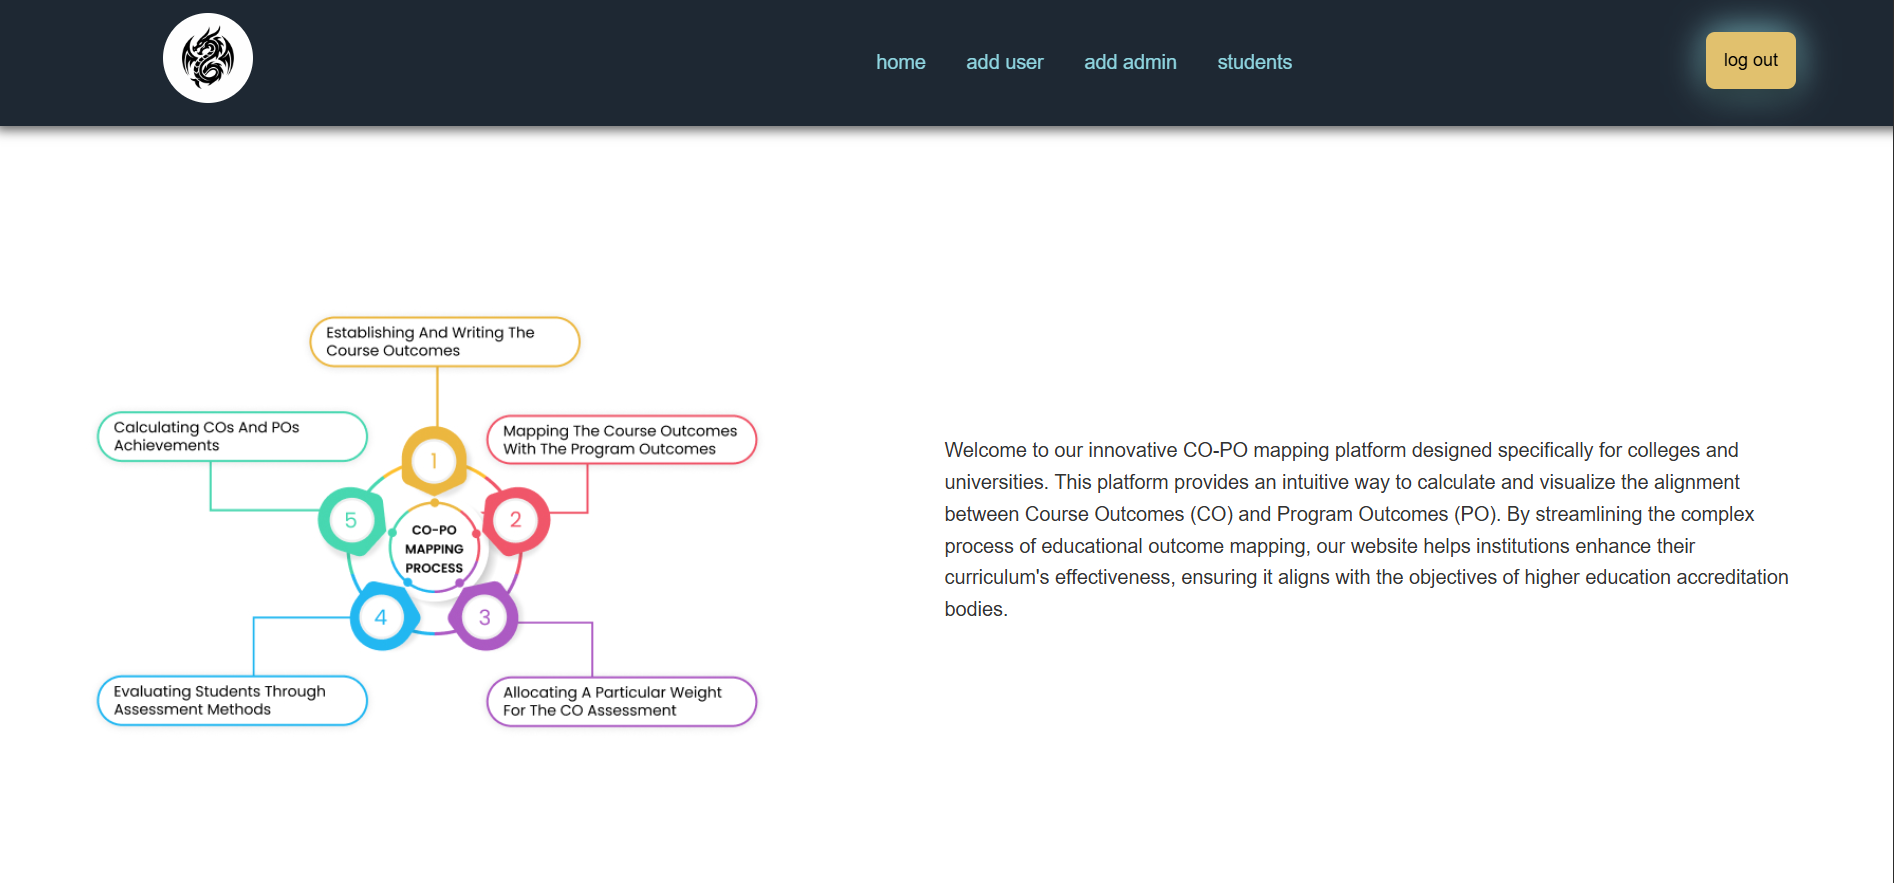 home
add user
add admin
students
log out
Establishing And Writing The
Course Outcomes
Calculating COs And POs
Achievements
Mapping The Course Outcomes
With The Program Outcomes
1
5
2
CO-PO
MAPPING
PROCESS
4
3
Evaluating Students Through
Assessment Methods
Allocating A Particular Weight
For The CO Assessment
Welcome to our innovative CO-PO mapping platform designed specifically for colleges and
universities. This platform provides an intuitive way to calculate and visualize the alignment
between Course Outcomes (CO) and Program Outcomes (PO). By streamlining the complex
process of educational outcome mapping, our website helps institutions enhance their
curriculum's effectiveness, ensuring it aligns with the objectives of higher education accreditation
bodies.